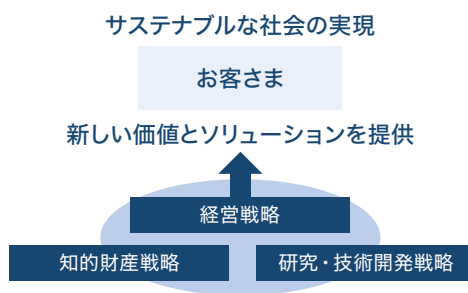 サステナブルな社会の実現
お客さま
新しい価値とソリューションを提供
経営戦略
知的財産戦略
研究・技術開発戦略